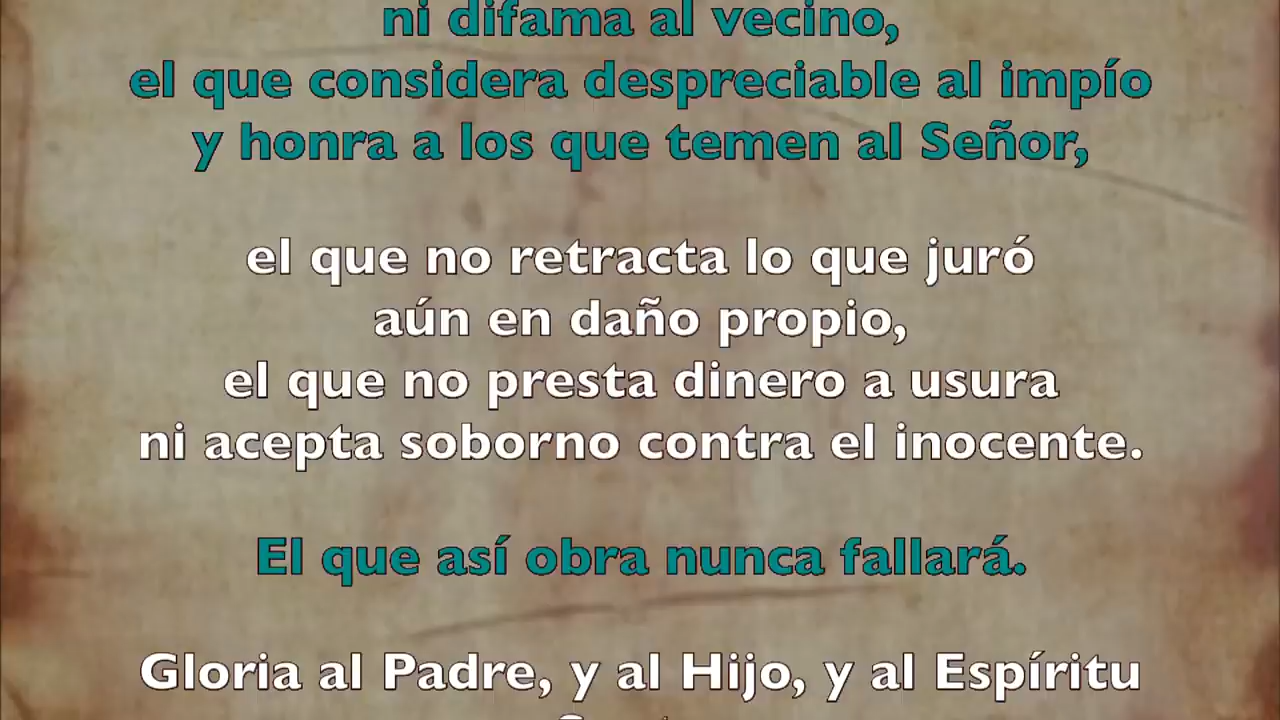 ni difama al vecino,
el que considera despreciable al impío
y honra a los que temen al Señor,
el que no retracta lo que juró
aún en daño propio,
el que no presta dinero a usura
ni acepta soborno contra el inocente.
El que así obra nunca fallará.
Gloria al Padre, y al Hijo, y al Espíritu